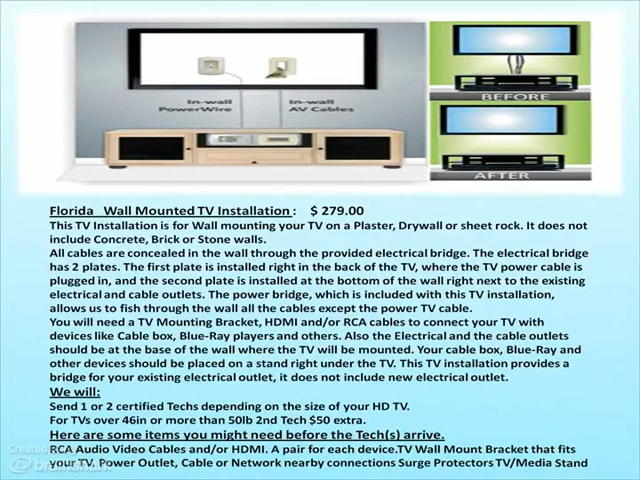 In-wall
PowerWire
In-wall
AV Cables
BEFORE
AFTER
Florida Wall Mounted TV Installation : $ 279.00
This TV Installation is for Wall mounting your TV on a Plaster, Drywall or sheet rock. It does not
include Concrete, Brick or Stone walls.
All cables are concealed in the wall through the provided electrical bridge. The electrical bridge
has 2 plates. The first plate is installed right in the back of the TV, where the TV power cable is
plugged in, and the second plate is installed at the bottom of the wall right next to the existing
electrical and cable outlets. The power bridge, which is included with this TV installation,
allows us to fish through the wall all the cables except the power TV cable.
You will need a TV Mounting Bracket, HDMI and/or RCA cables to connect your TV with
devices like Cable box, Blue-Ray players and others. Also the Electrical and the cable outlets
should be at the base of the wall where the TV will be mounted. Your cable box, Blue-Ray and
other devices should be placed on a stand right under the TV. This TV installation provides a
bridge for your existing electrical outlet, it does not include new electrical outlet.
We will:
Send 1 or 2 certified Techs depending on the size of your HD TV.
For TVs over 46in or more than 50lb 2nd Tech $50 extra.
Here are some items you might need before the Tech(s) arrive.
RCA Audio Video Cables and/or HDMI. A pair for each device.TV Wall Mount Bracket that fits
your TV, Power Outlet, Cable or Network nearby connections Surge Protectors TV/Media Stand